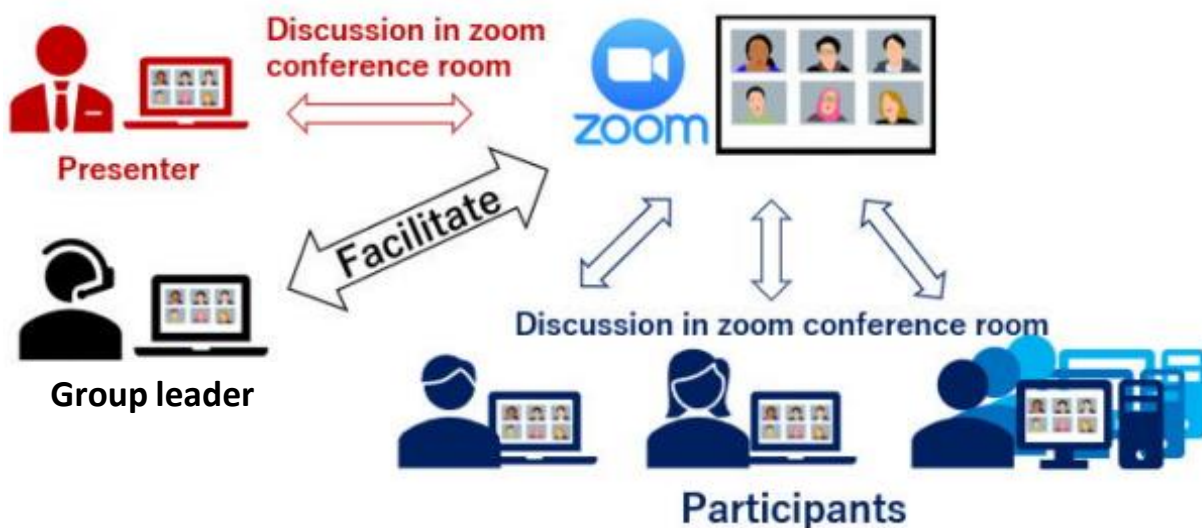 Discussion in zoom
conference room
zoom
Presenter
Facilitate
Group leader
Discussion in zoom conference room
Participants